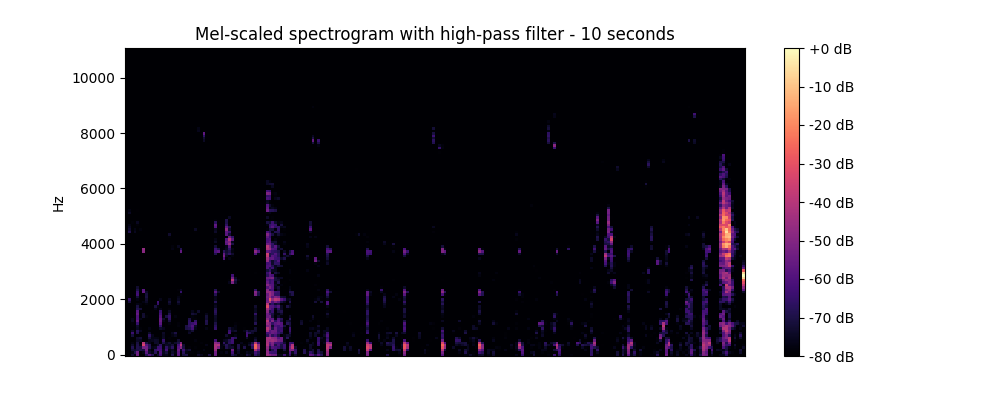 Mel-scaled spectrogram with high-pass filter - 10 seconds
Hz
10000
8000
6000
4000
2000
0
+0 dB
-10 dB
-20 dB
-30 dB
-40 dB
-50 dB
-60 dB
-70 dB
-80 dB